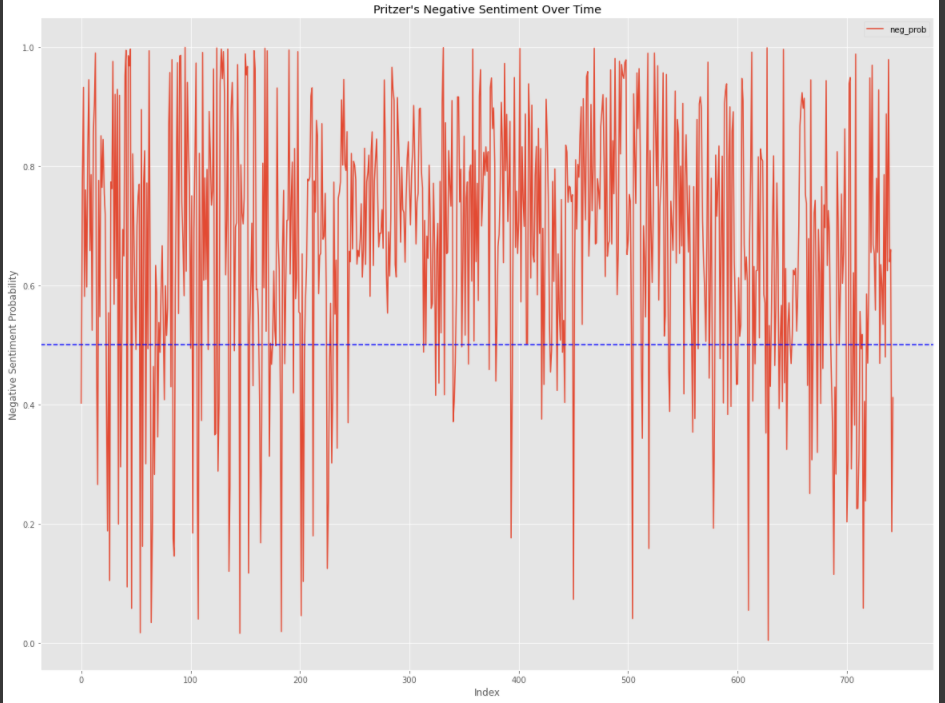 Pritzer's Negative Sentiment Over Time
neg_prob
1.0
0.8
0.6
0.4
0.2
0.0
Negative Sentiment Probability
0 100 200 300 400 500 600 700
Index